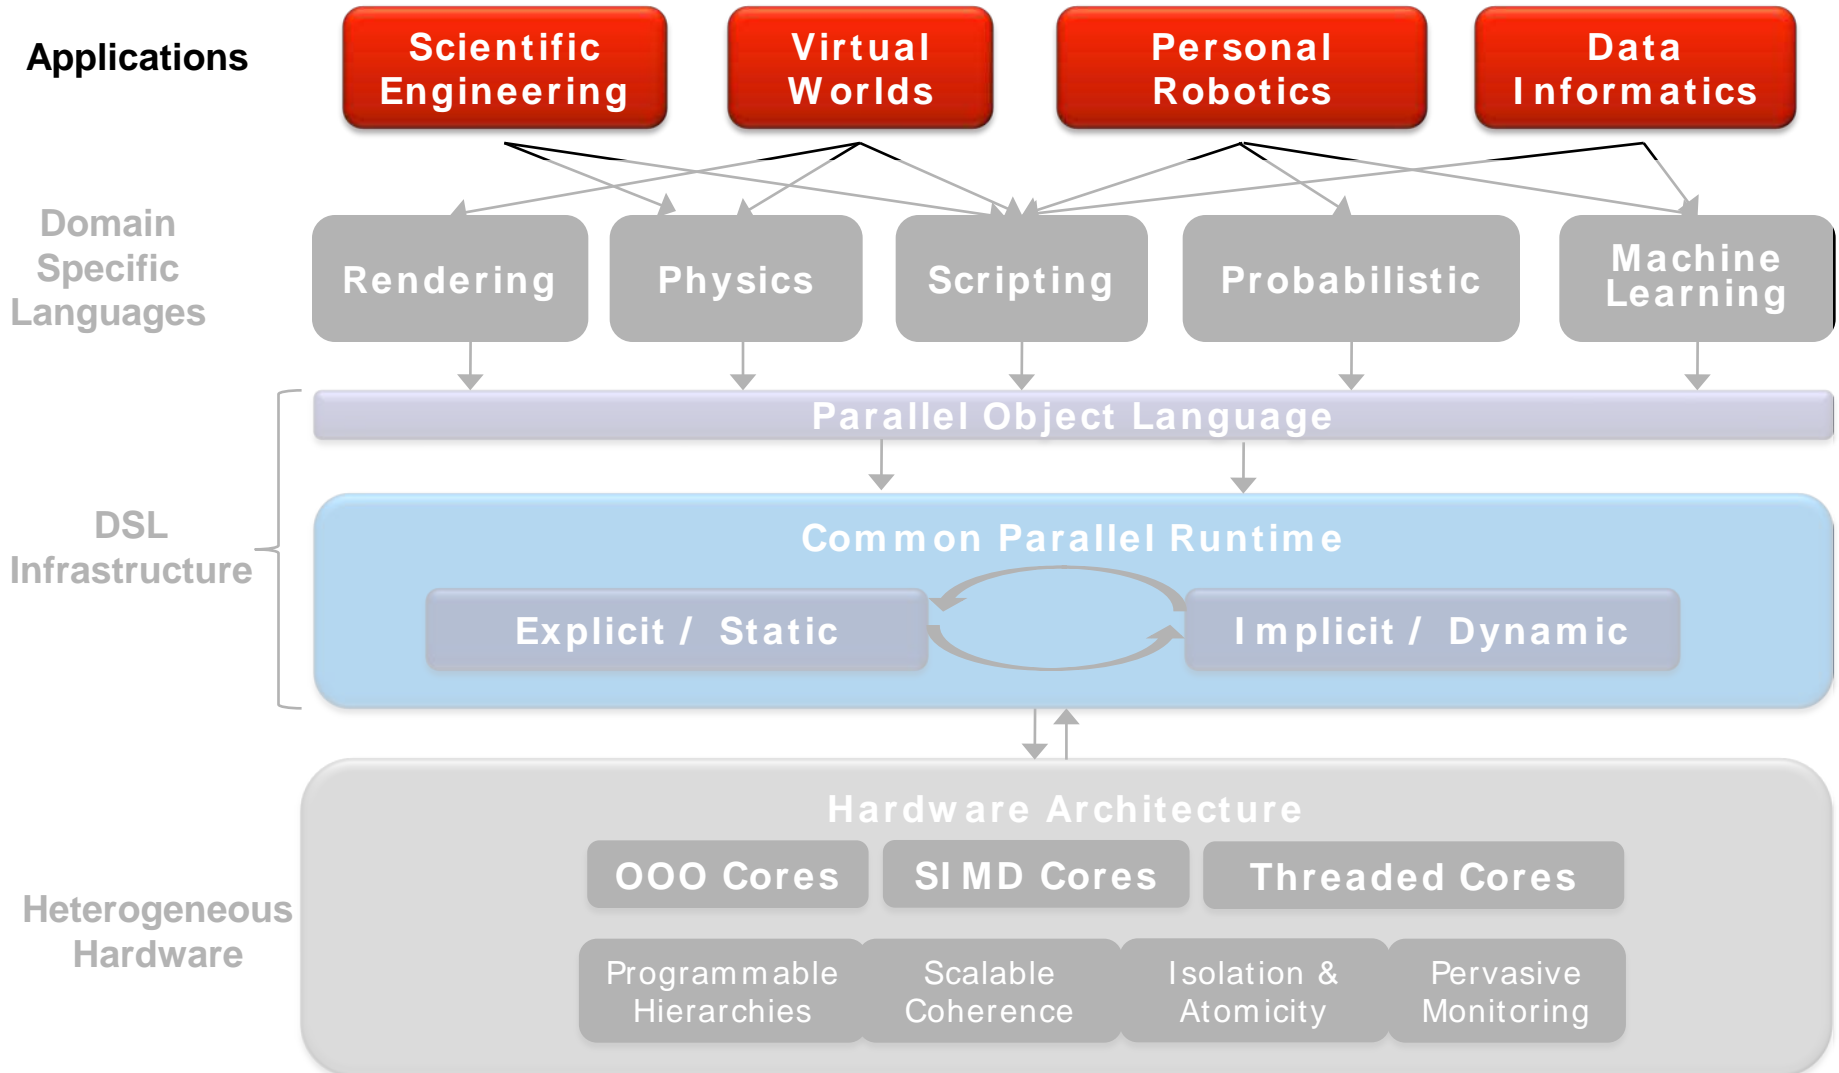 Applications
Scientific
Engineering
Virtual
Worlds
Personal
Robotics
Data
Informatics
Domain
Specific
Languages
Rendering
Physics
Scripting
Probabilistic
Machine
Learning
Parallel Object Language
DSL
Infrastructure
Common Parallel Runtime
Explicit / Static
Implicit / Dynamic
Hardware Architecture
OOO Cores
SIMD Cores
Threaded Cores
Heterogeneous
Hardware
Programmable
Hierarchies
Scalable
Coherence
Isolation &
Atomicity
Pervasive
Monitoring